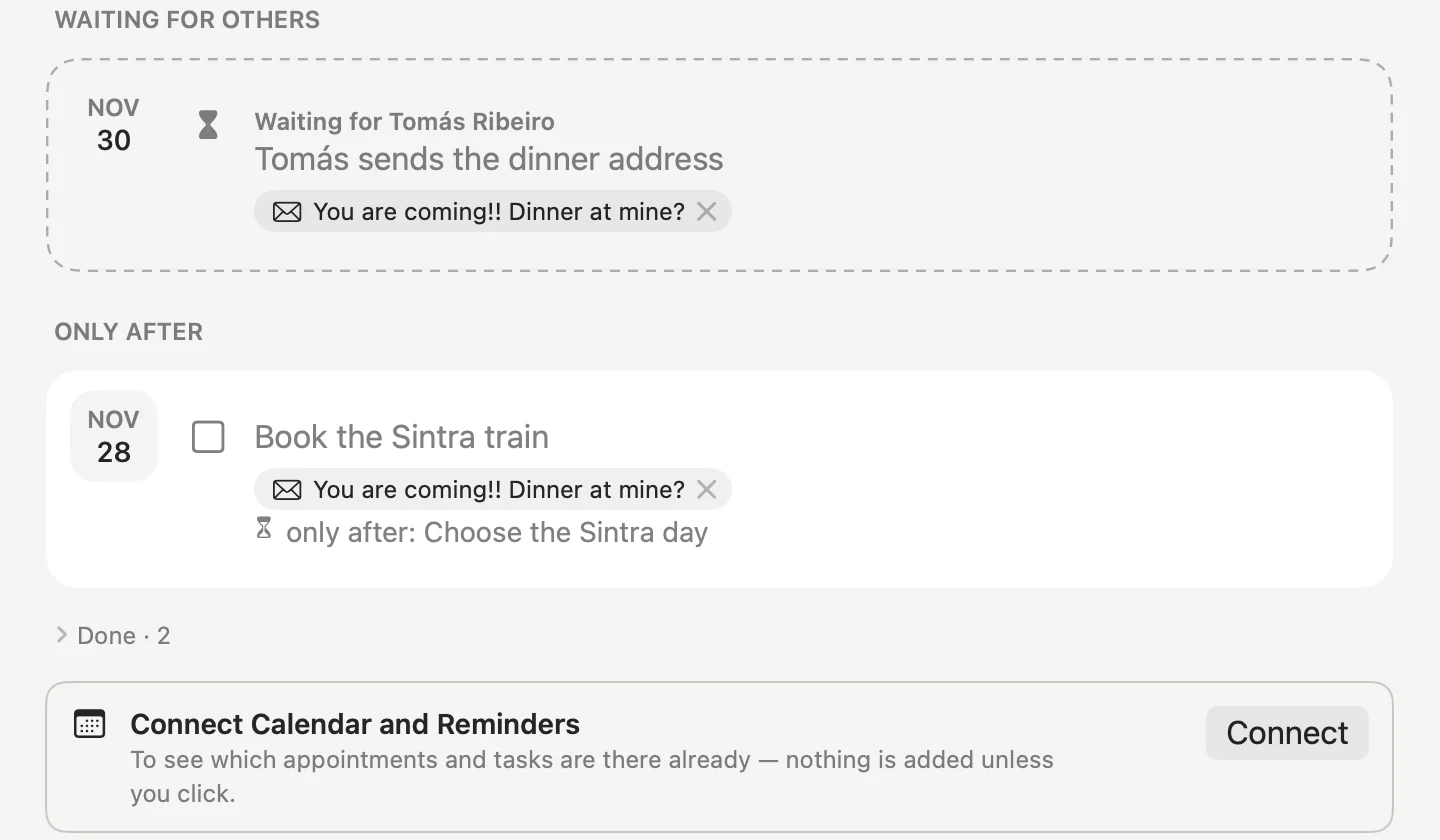 WAITING FOR OTHERS
NOV
30
Waiting for Tomás Ribeiro
Tomás sends the dinner address
You are coming!! Dinner at mine?
ONLY AFTER
NOV
28
Book the Sintra train
You are coming!! Dinner at mine?
only after: Choose the Sintra day
Done · 2
Connect Calendar and Reminders
To see which appointments and tasks are there already — nothing is added unless
you click.
Connect